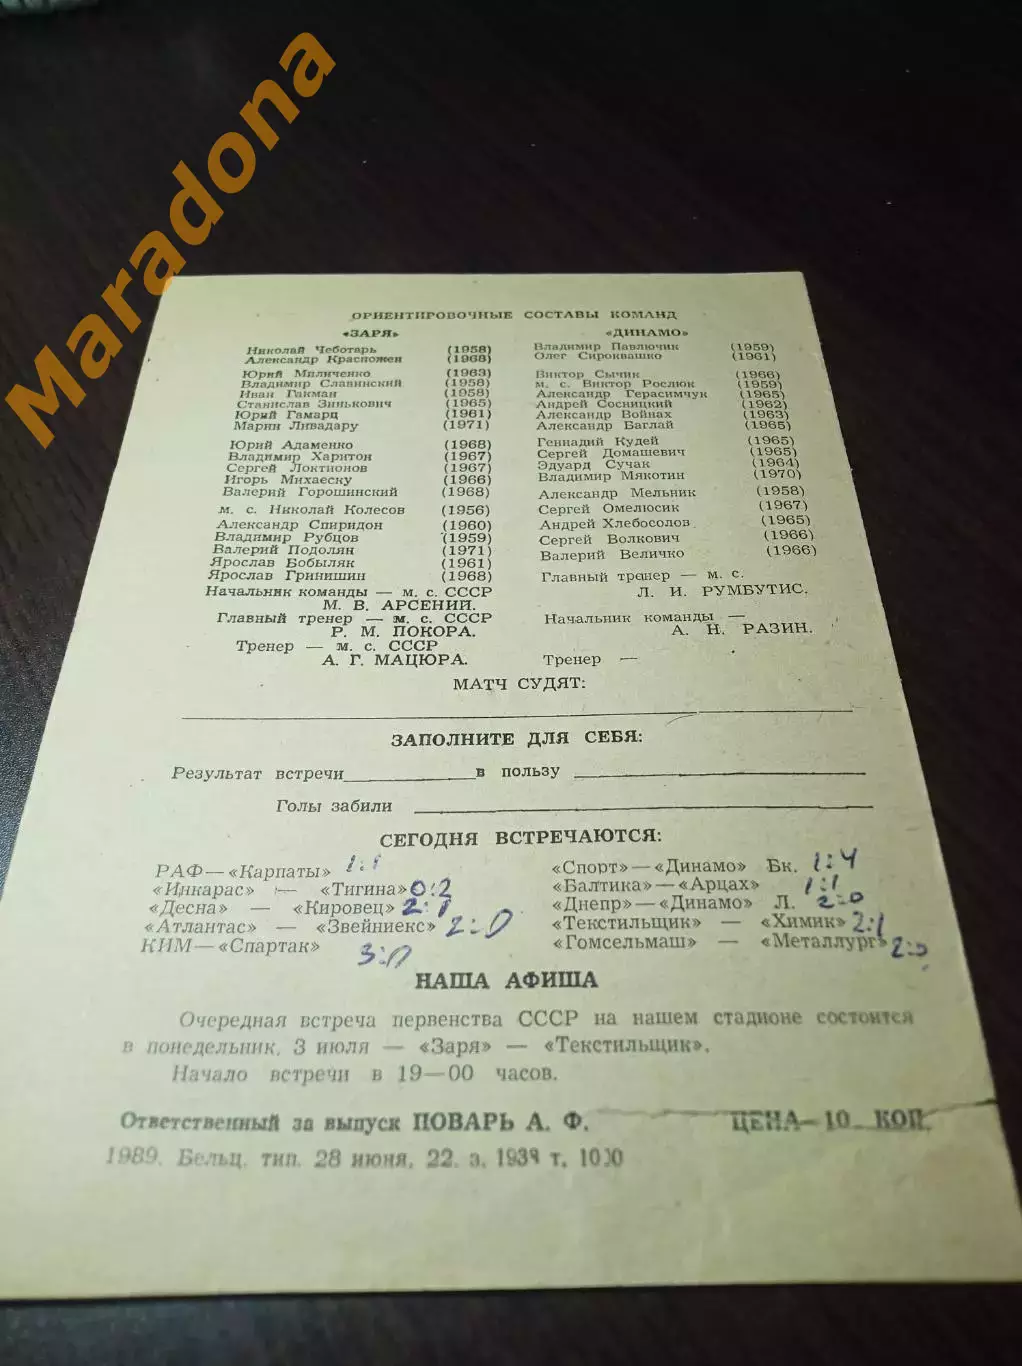 Maradona
ОРИЕНТИРОВОЧНЫЕ СОСТАВЫ КОМАНД
«ЗАРЯ»
Николай Чеботарь (1958)
Александр Красножен (1968)
Юрий Миличенко (1963)
Владимир Славинский (1958)
Иван Гакман (1958)
Станислав Зинькович (1965)
Юрий Гамарц (1961)
Марин Ливадару (1971)
Юрий Адаменко (1968)
Владимир Харитон (1967)
Сергей Локтионов (1967)
Игорь Михаеску (1966)
Валерий Горошинский (1968)
м. с. Николай Колесов (1956)
Александр Спиридон (1960)
Владимир Рубцов (1959)
Валерий Подолян (1971)
Ярослав Бобыляк (1961)
Ярослав Гринишин (1968)
Начальник команды — м. с. СССР
М. В. АРСЕНИЙ.
Главный тренер — м. с. СССР
Р. М. ПОКОРА.
Тренер — м. с. СССР
А. Г. МАЦЮРА.
«ДИНАМО»
Владимир Павлючик (1959)
Олег Сироквашко (1961)
Виктор Сычик (1966)
м. с. Виктор Рослюк (1959)
Александр Герасимчук (1965)
Андрей Сосницкий (1962)
Александр Войнах (1963)
Александр Баглай (1965)
Геннадий Кудей (1965)
Сергей Домашевич (1965)
Эдуард Сучак (1964)
Владимир Мякотин (1970)
Александр Мельник (1958)
Сергей Омелюсик (1967)
Андрей Хлебосолов (1965)
Сергей Волкович (1966)
Валерий Величко (1966)
Главный тренер — м. с.
Л. И. РУМБУТИС.
Начальник команды —
А. Н. РАЗИН.
Тренер —
МАТЧ СУДЯТ:
ЗАПОЛНИТЕ ДЛЯ СЕБЯ:
Результат встречи в пользу
Голы забили
СЕГОДНЯ ВСТРЕЧАЮТСЯ:
РАФ—«Карпаты» 1:1
«Инкарас» — «Тигина» 0:2
«Десна» — «Кировец» 2:1
«Атлантас» — «Звейниекс» 2:0
КИМ—«Спартак» 3:0
«Спорт»—«Динамо» Бк. 1:4
«Балтика»—«Арцах» 1:1
«Днепр»—«Динамо» Л. 2:0
«Текстильщик» — «Химик» 2:1
«Гомсельмаш» — «Металлург» 2:0
НАША АФИША
Очередная встреча первенства СССР на нашем стадионе состоится
в понедельник, 3 июля — «Заря» — «Текстильщик».
Начало встречи в 19—00 часов.
Ответственный за выпуск ПОВАРЬ А. Ф. ЦЕНА—10 КОП.
1989. Бельц. тип. 28 июня, 22. з. 1938 т. 1000